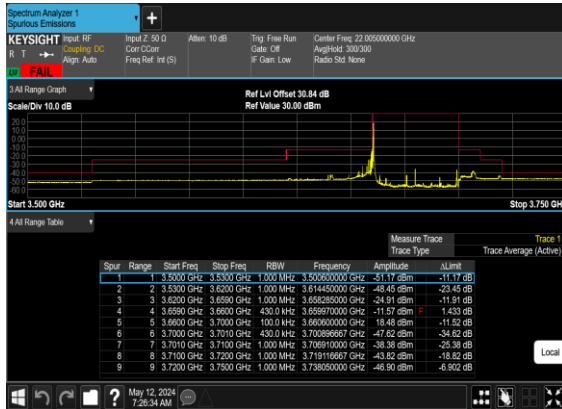 Spectrum Analyzer 1
Spurious Emissions
+
KEYSIGHT Input: RF Input Z: 50 Ω Atten: 10 dB Trig: Free Run Center Freq: 22.005000000 GHz
R T Coupling: DC Corr CCorr Gate: Off Avg|Hold: 300/300
Align: Auto Freq Ref: Int (S) IF Gain: Low Radio Std: None
LXI FAIL
3 All Range Graph
Ref Lvl Offset 30.84 dB
Scale/Div 10.0 dB Ref Value 30.00 dBm
20.0
10.0
0.00
-10.0
-20.0
-30.0
-40.0
-50.0
Start 3.500 GHz Stop 3.750 GH
4 All Range Table
Measure Trace Trace 1
Trace Type Trace Average (Active)
Spur Range Start Freq Stop Freq RBW Frequency Amplitude ΔLimit
1 1 3.5000 GHz 3.5300 GHz 1.000 MHz 3.500600000 GHz -51.17 dBm -11.17 dB
2 2 3.5300 GHz 3.6200 GHz 1.000 MHz 3.614450000 GHz -48.45 dBm -23.45 dB
3 3 3.6200 GHz 3.6590 GHz 1.000 MHz 3.658285000 GHz -24.91 dBm -11.91 dB
4 4 3.6590 GHz 3.6600 GHz 430.0 kHz 3.659970000 GHz -11.57 dBm F 1.433 dB
5 5 3.6600 GHz 3.7000 GHz 100.0 kHz 3.660600000 GHz 18.48 dBm -11.52 dB
6 6 3.7000 GHz 3.7010 GHz 430.0 kHz 3.700896667 GHz -47.62 dBm -34.62 dB
7 7 3.7010 GHz 3.7100 GHz 1.000 MHz 3.706910000 GHz -38.38 dBm -25.38 dB
8 8 3.7100 GHz 3.7200 GHz 1.000 MHz 3.719116667 GHz -43.82 dBm -18.82 dB
9 9 3.7200 GHz 3.7500 GHz 1.000 MHz 3.738050000 GHz -46.90 dBm -6.902 dB
Local
? May 12, 2024
7:26:34 AM